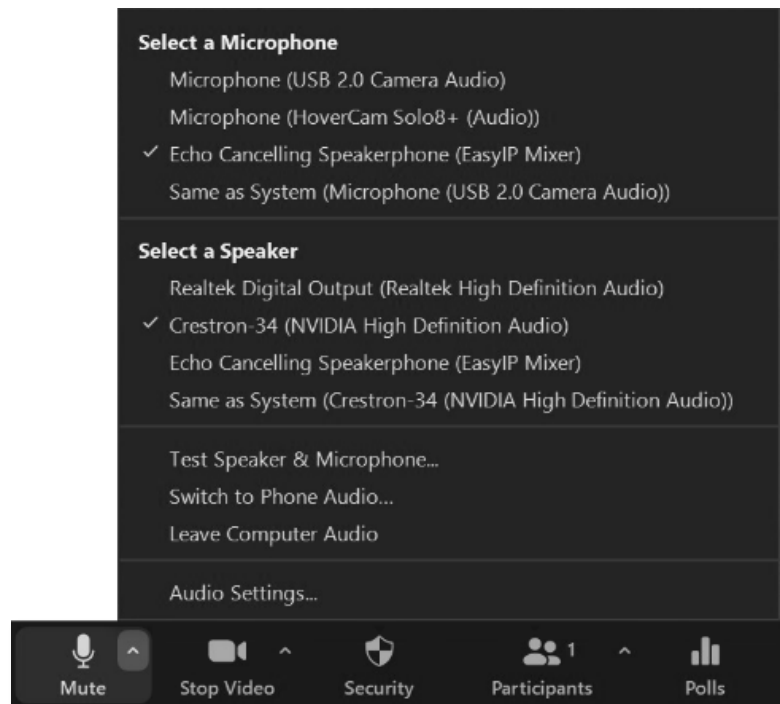 Select a Microphone
Microphone (USB 2.0 Camera Audio)
Microphone (HoverCam Solo8+ (Audio))
Echo Cancelling Speakerphone (EasyIP Mixer)
Same as System (Microphone (USB 2.0 Camera Audio))
Select a Speaker
Realtek Digital Output (Realtek High Definition Audio)
Crestron-34 (NVIDIA High Definition Audio)
Echo Cancelling Speakerphone (EasyIP Mixer)
Same as System (Crestron-34 (NVIDIA High Definition Audio))
Test Speaker & Microphone...
Switch to Phone Audio...
Leave Computer Audio
Audio Settings...
1
Mute Stop Video Security Participants Polls